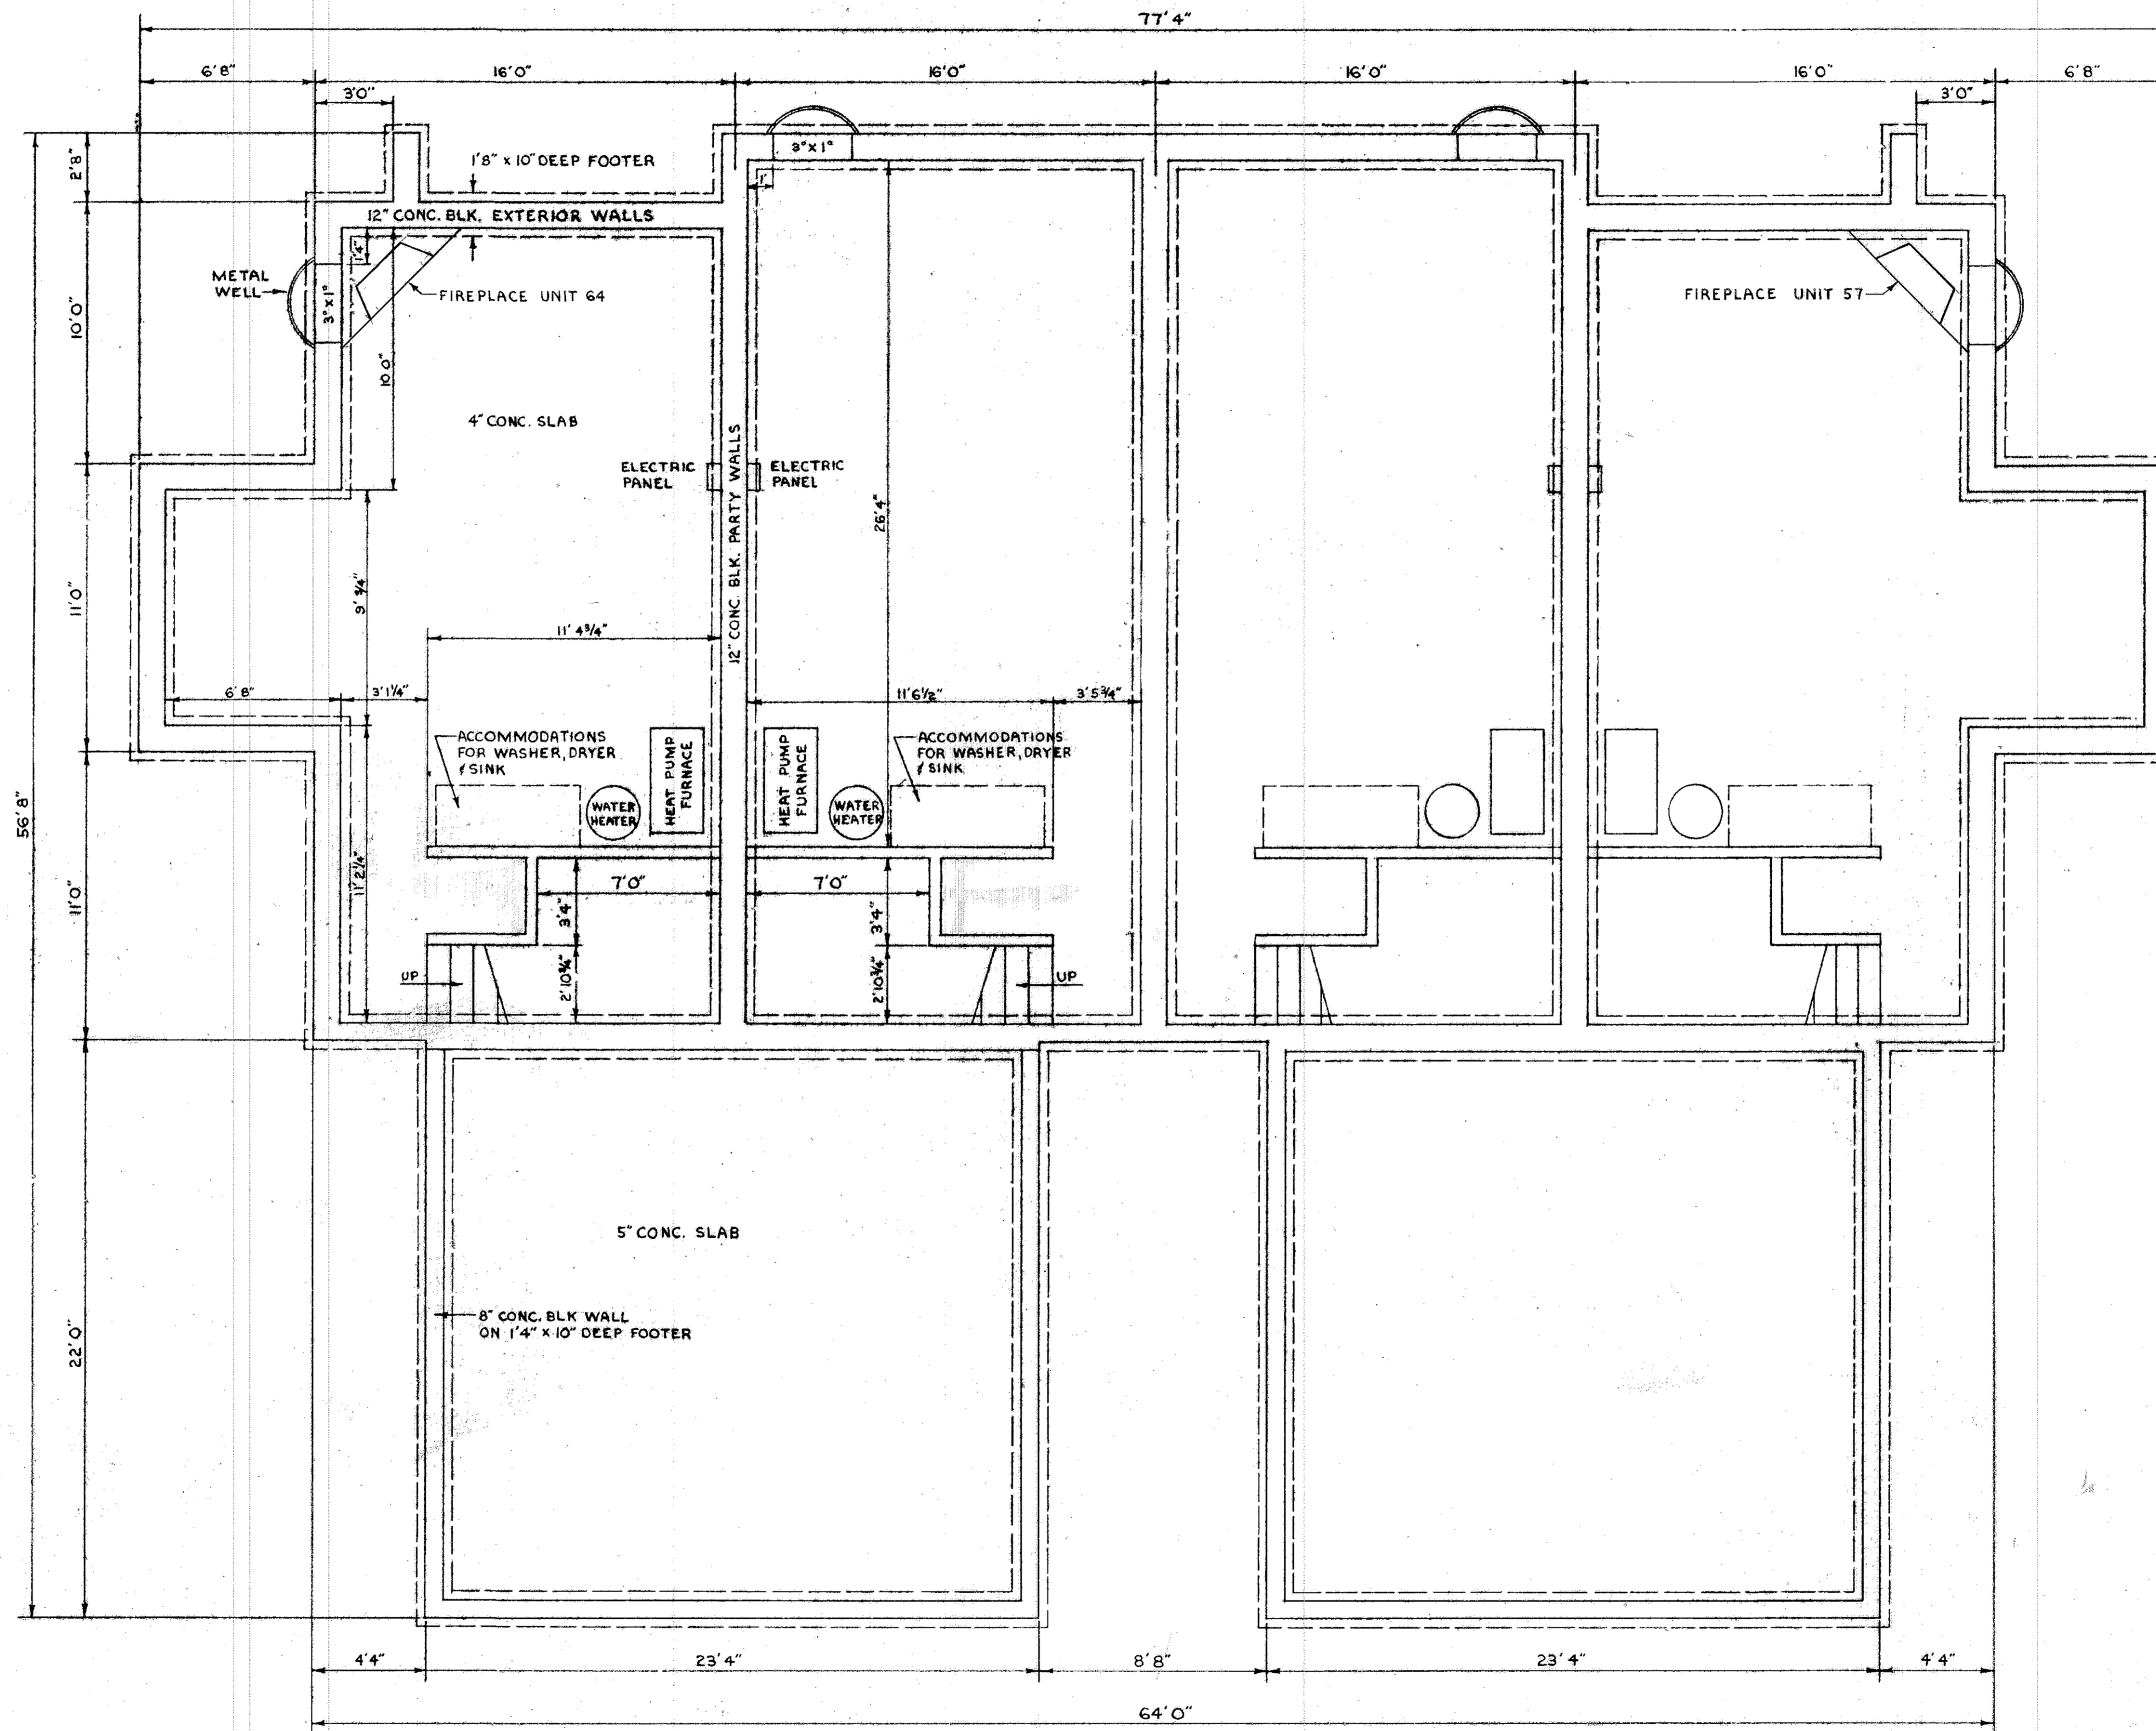 77'4"
6'8"
16'0"
16'0"
16'0"
16'0"
6'8"
3'0"
3'0"
2'8"
1'8" x 10" DEEP FOOTER
3⁰ x 1⁰
1'
12" CONC. BLK. EXTERIOR WALLS
1'4"
METAL
WELL
3⁰ x 1⁰
FIREPLACE UNIT 64
FIREPLACE UNIT 57
10'0"
10'0"
4" CONC. SLAB
12" CONC. BLK. PARTY WALLS
ELECTRIC
PANEL
ELECTRIC
PANEL
26'4"
11'0"
9' 3/4"
11' 4 3/4"
6'8"
3' 1 1/4"
11' 6 1/2"
3' 5 3/4"
ACCOMMODATIONS
FOR WASHER, DRYER
& SINK
HEAT PUMP
FURNACE
HEAT PUMP
FURNACE
ACCOMMODATIONS
FOR WASHER, DRYER
& SINK
WATER
HEATER
WATER
HEATER
56'8"
11'0"
11' 2 1/4"
7'0"
7'0"
3'4"
3'4"
UP
2' 10 3/4"
2' 10 3/4"
UP
5" CONC. SLAB
22'0"
8" CONC. BLK WALL
ON 1'4" x 10" DEEP FOOTER
4'4"
23'4"
8'8"
23'4"
4'4"
64'0"